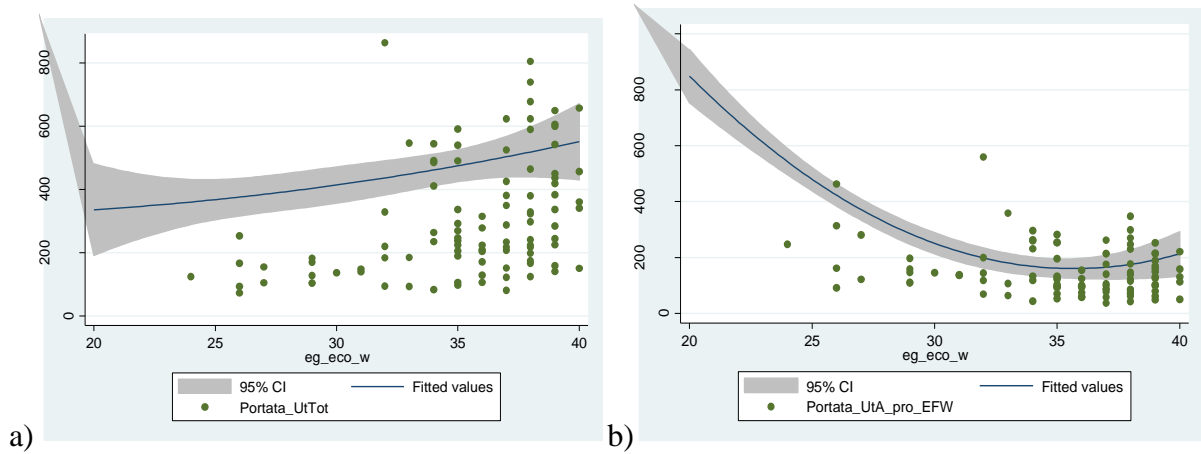 800
600
400
200
0
20 25 30 35 40
eg_eco_w
95% CI Fitted values
Portata_UtTot
a)
800
600
400
200
0
20 25 30 35 40
eg_eco_w
95% CI Fitted values
Portata_UtA_pro_EFW
b)